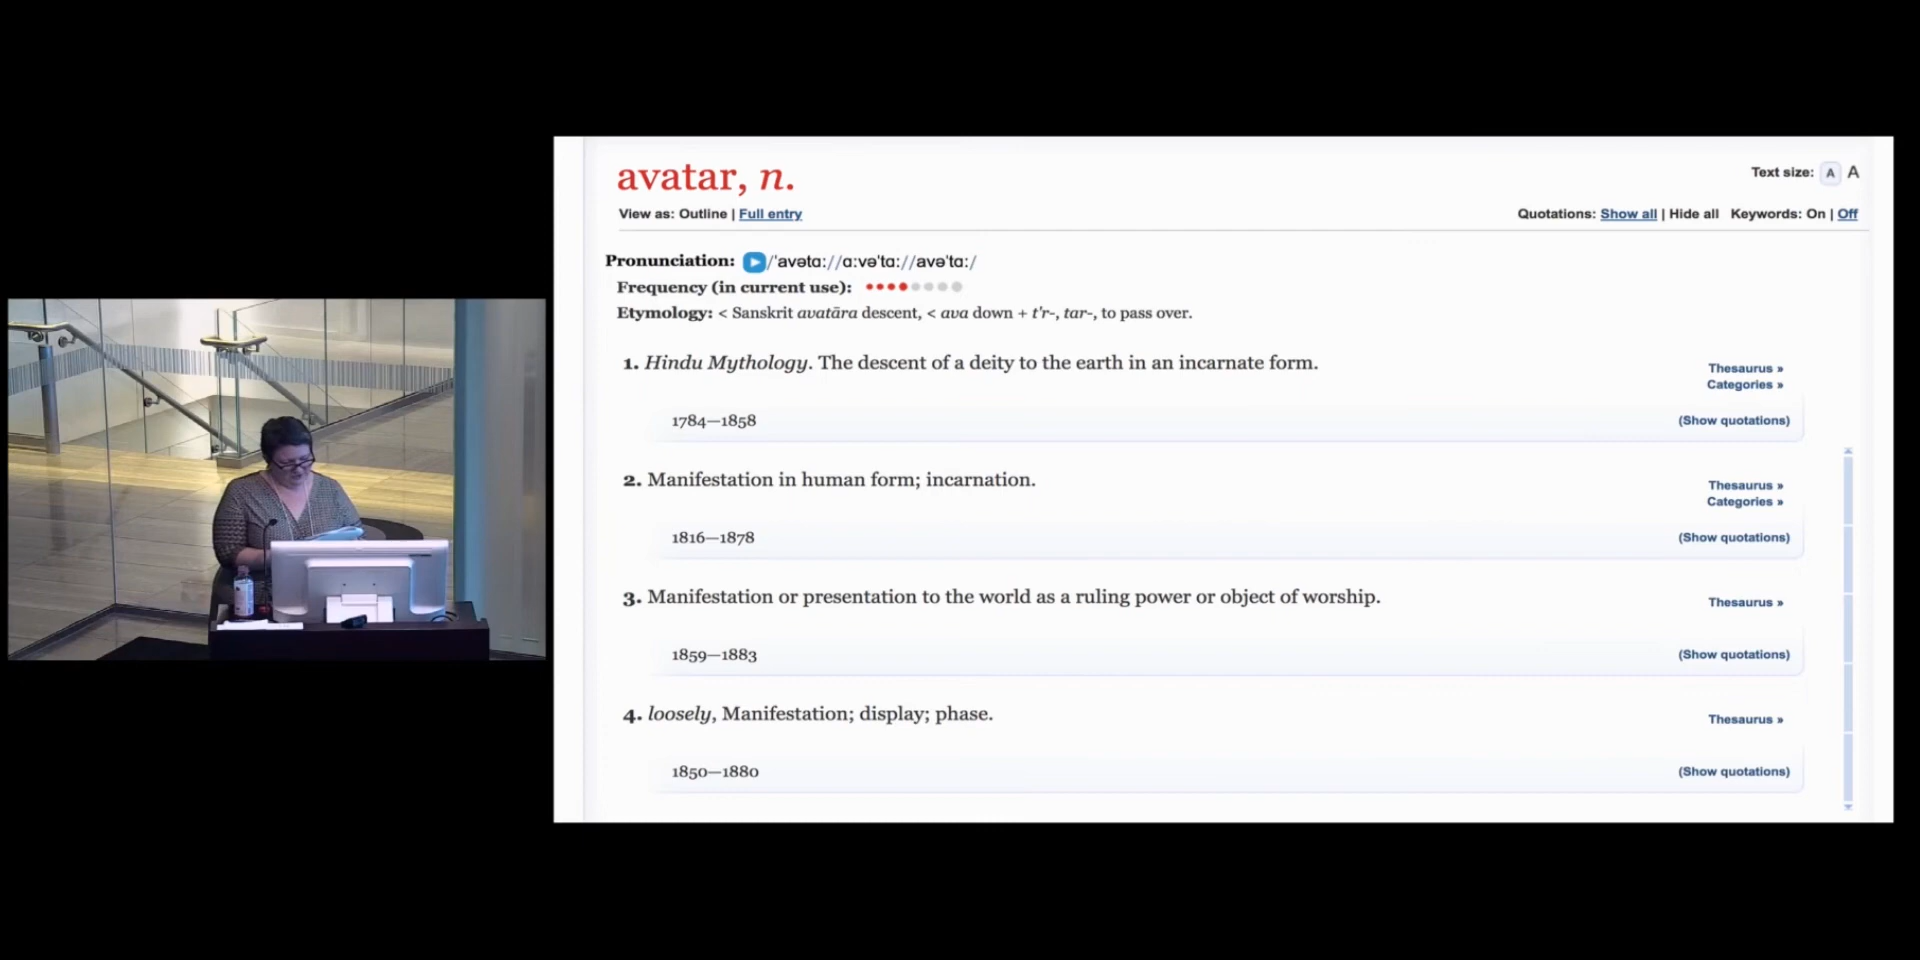 avatar, n.
Text size: A A
View as: Outline | Full entry
Quotations: Show all | Hide all Keywords: On | Off
Pronunciation: /ˈavətɑː//ɑːvəˈtɑː//avəˈtɑː/
Frequency (in current use):
Etymology: < Sanskrit avatāra descent, < ava down + t'r-, tar-, to pass over.
1. Hindu Mythology. The descent of a deity to the earth in an incarnate form.
Thesaurus »
Categories »
1784—1858
(Show quotations)
2. Manifestation in human form; incarnation.
Thesaurus »
Categories »
1816—1878
(Show quotations)
3. Manifestation or presentation to the world as a ruling power or object of worship.
Thesaurus »
1859—1883
(Show quotations)
4. loosely, Manifestation; display; phase.
Thesaurus »
1850—1880
(Show quotations)